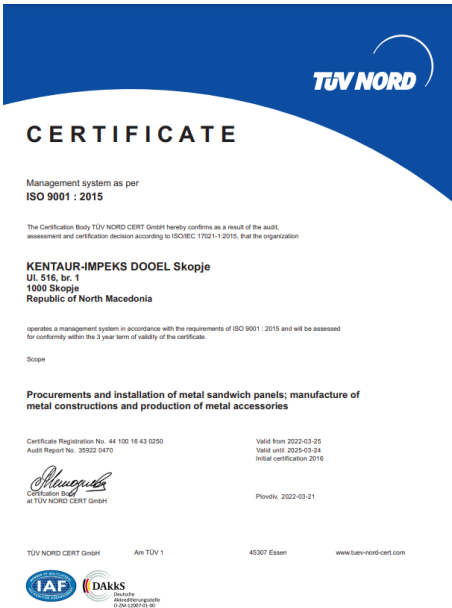 TÜV NORD
CERTIFICATE
Management system as per
ISO 9001 : 2015
The Certification Body TÜV NORD CERT GmbH hereby confirms as a result of the audit,
assessment and certification decision according to ISO/IEC 17021-1:2015, that the organization
KENTAUR-IMPEKS DOOEL Skopje
Ul. 516, br. 1
1000 Skopje
Republic of North Macedonia
operates a management system in accordance with the requirements of ISO 9001 : 2015 and will be assessed
for conformity within the 3 year term of validity of the certificate.
Scope
Procurements and installation of metal sandwich panels; manufacture of
metal constructions and production of metal accessories
Certificate Registration No. 44 100 16 43 0250
Audit Report No. 35922 0470
Valid from 2022-03-25
Valid until 2025-03-24
Initial certification 2016
Certification Body
at TÜV NORD CERT GmbH
Plovdiv, 2022-03-21
TÜV NORD CERT GmbH Am TÜV 1 45307 Essen www.tuev-nord-cert.com
IAF
DAkkS
Deutsche
Akkreditierungsstelle
D-ZM-12007-01-00